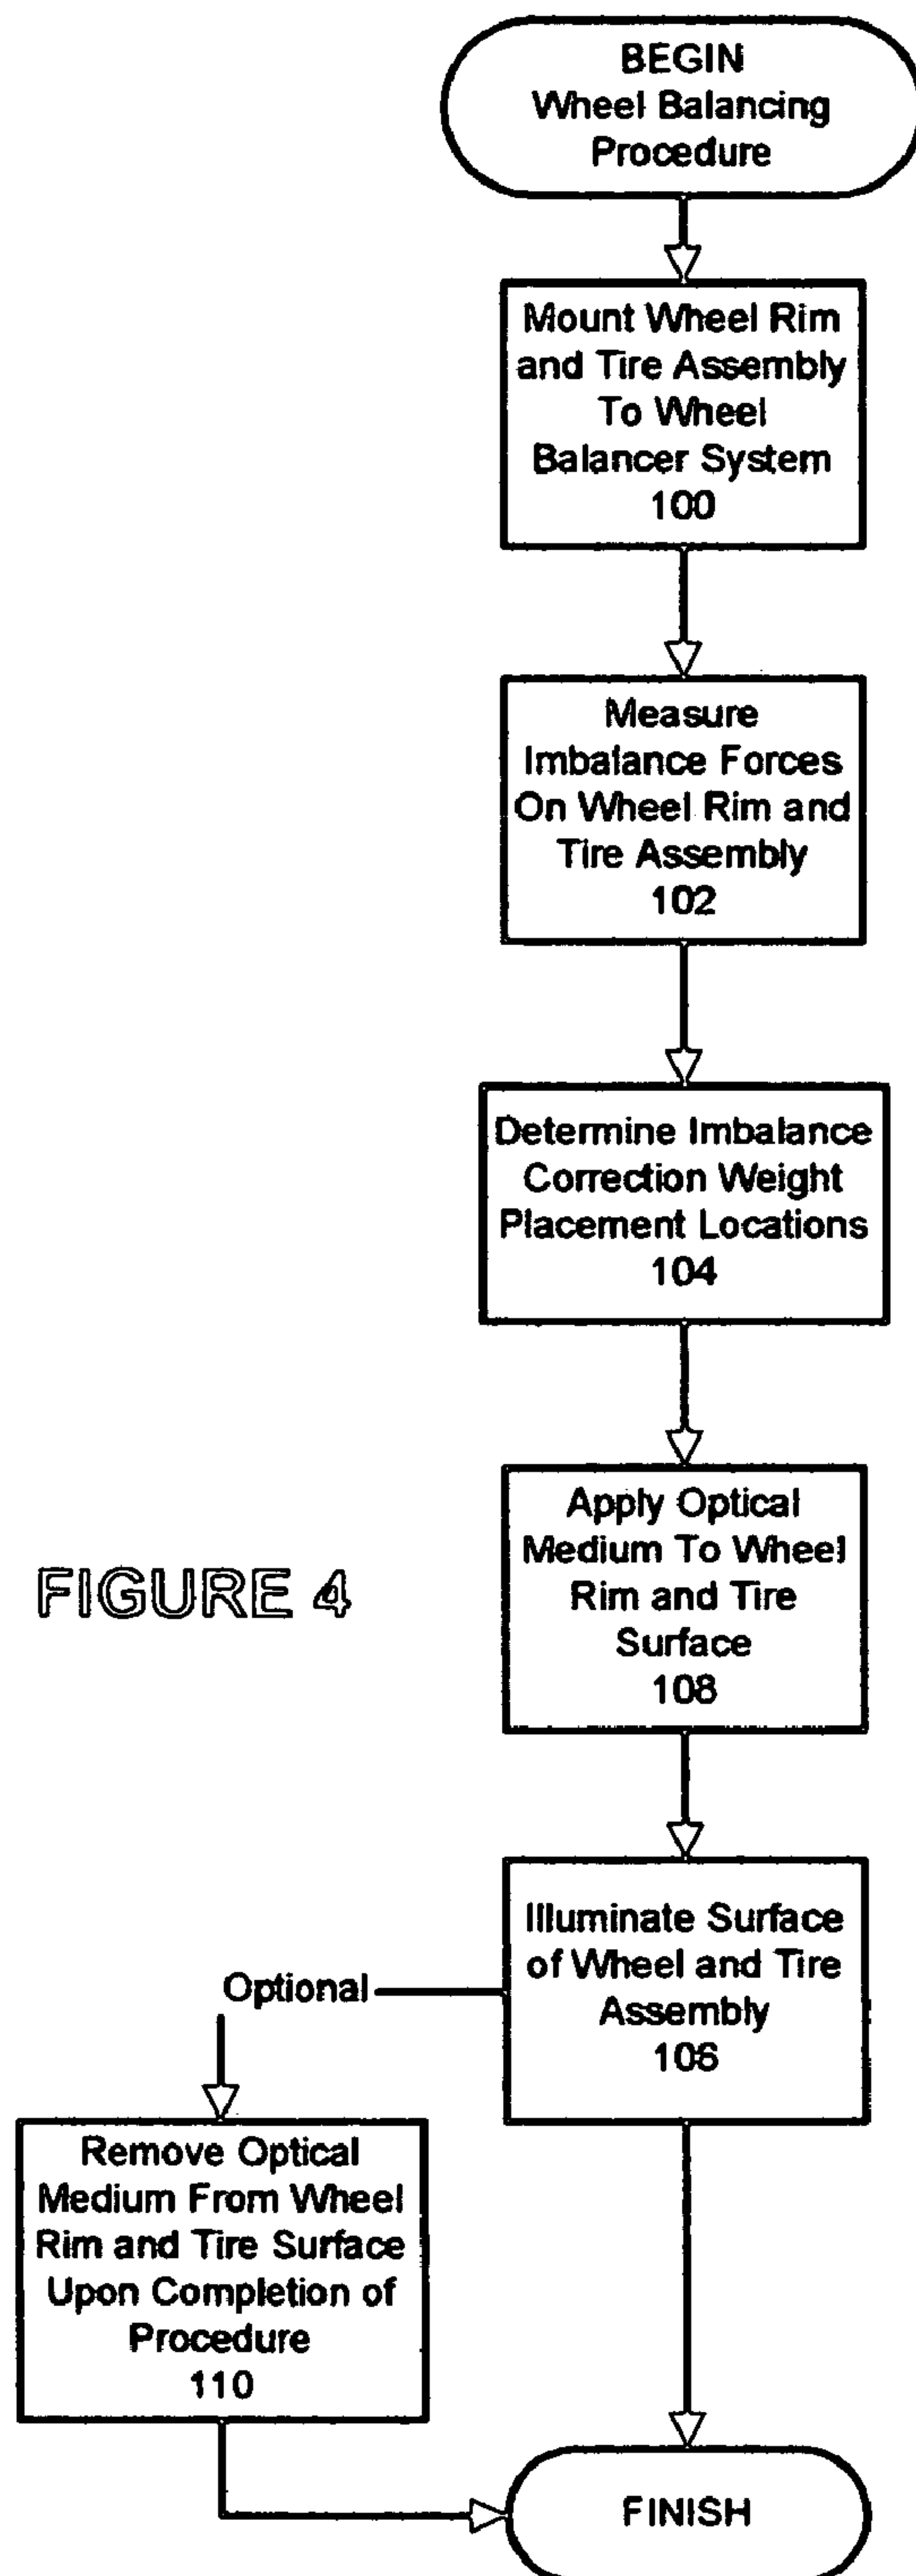 BEGIN
Wheel Balancing
Procedure
Mount Wheel Rim
and Tire Assembly
To Wheel
Balancer System
100
Measure
Imbalance Forces
On Wheel Rim and
Tire Assembly
102
Determine Imbalance
Correction Weight
Placement Locations
104
Apply Optical
Medium To Wheel
Rim and Tire
Surface
108
FIGURE 4
Illuminate Surface
of Wheel and Tire
Assembly
106
Optional
Remove Optical
Medium From Wheel
Rim and Tire Surface
Upon Completion of
Procedure
110
FINISH